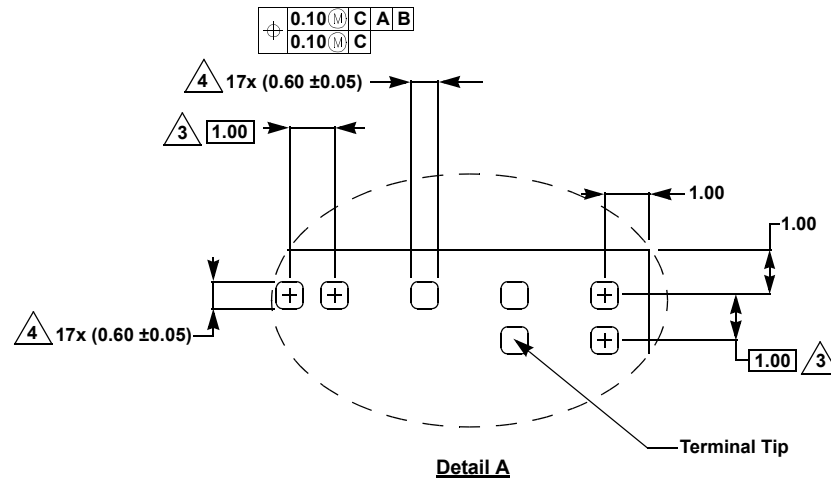 0.10 Ⓜ C A B
0.10 Ⓜ C
4 17x (0.60 ±0.05)
3 1.00
1.00
1.00
4 17x (0.60 ±0.05)
1.00 3
Terminal Tip
Detail A